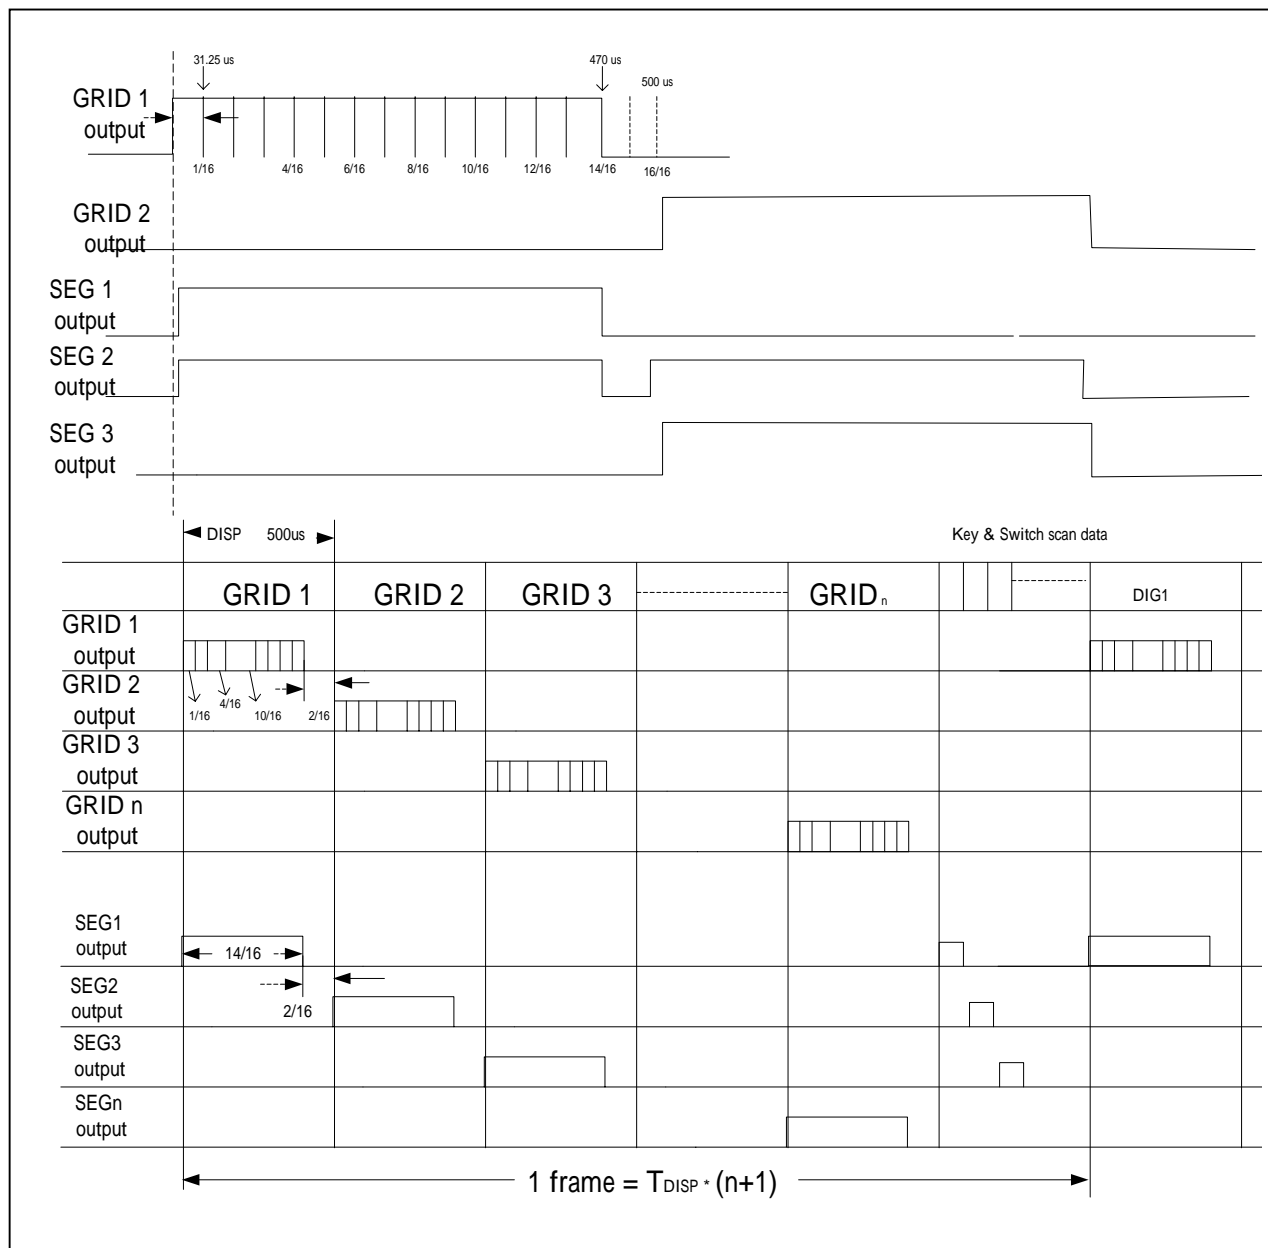 31.25 us
470 us
500 us
GRID 1
output
1/16
4/16
6/16
8/16
10/16
12/16
14/16
16/16
GRID 2
output
SEG 1
output
SEG 2
output
SEG 3
output
DISP 500us
Key & Switch scan data
GRID 1
GRID 2
GRID 3
GRID n
DIG1
GRID 1
output
GRID 2
output
1/16
4/16
10/16
2/16
GRID 3
output
GRID n
output
SEG1
output
14/16
SEG2
output
2/16
SEG3
output
SEGn
output
1 frame = TDISP * (n+1)